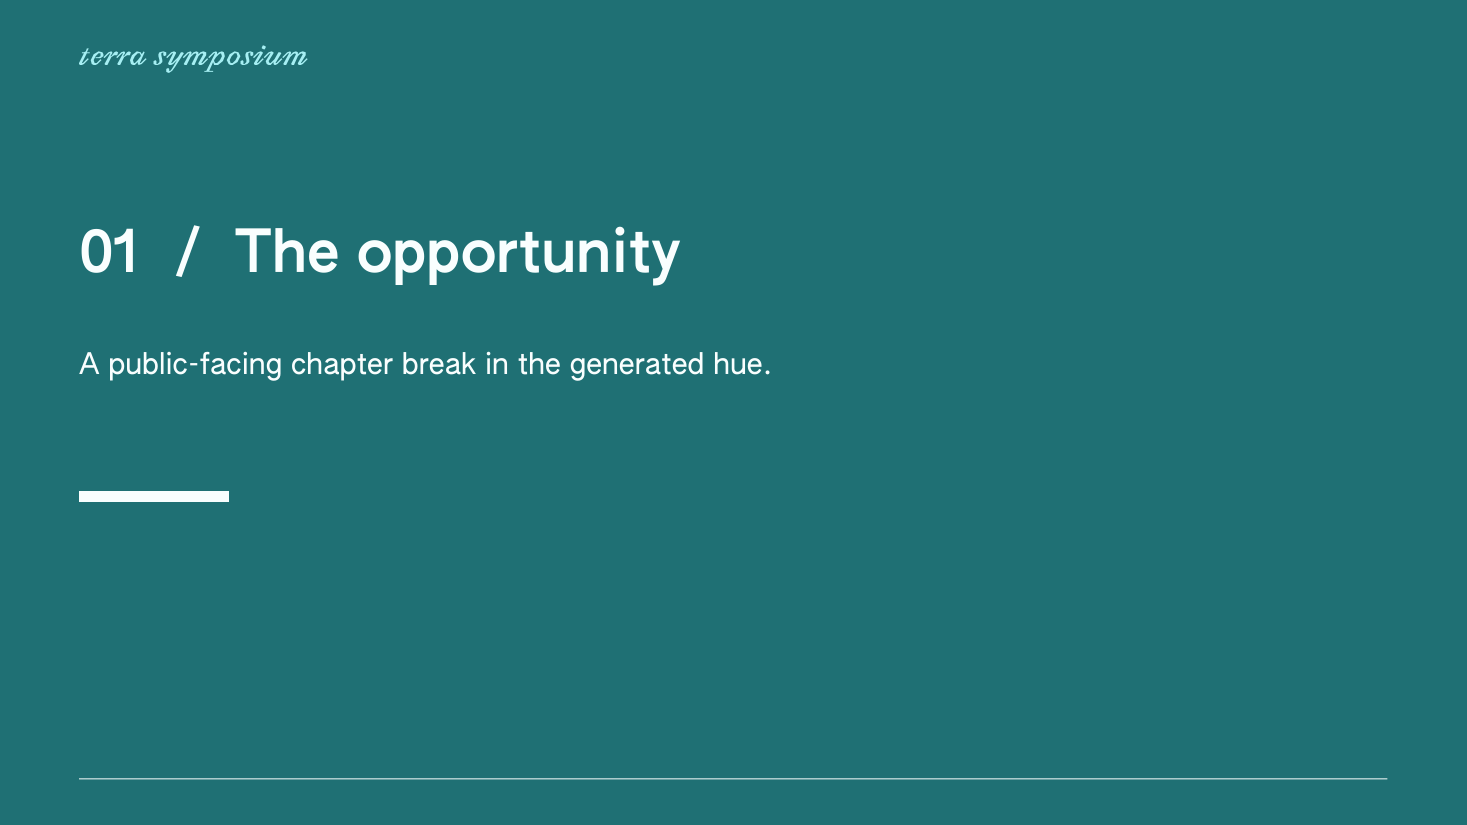 terra symposium
01 / The opportunity
A public-facing chapter break in the generated hue.